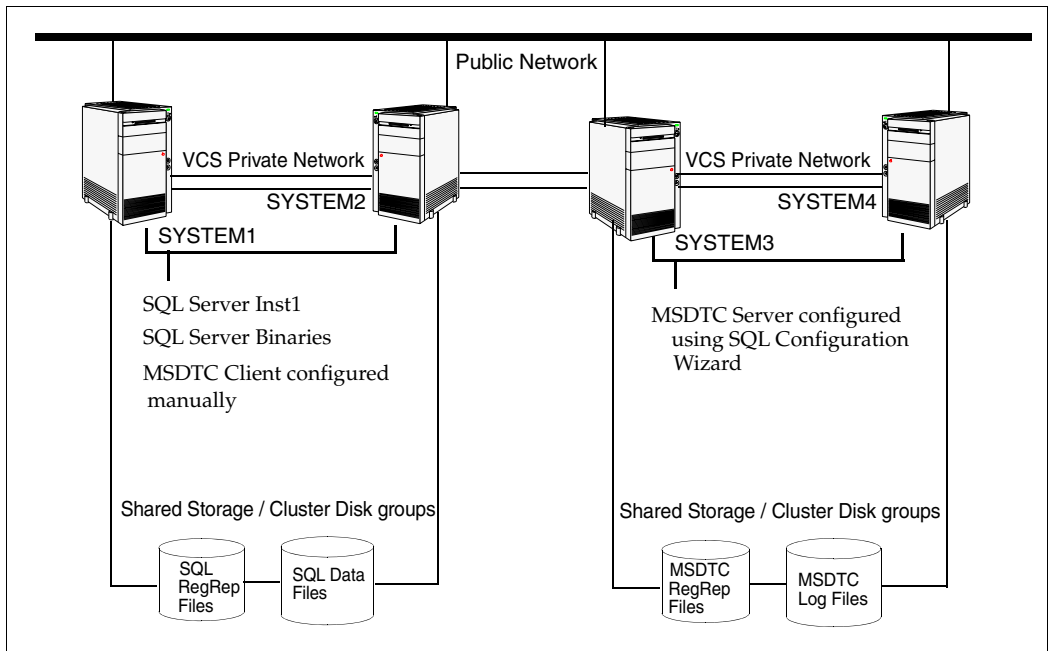 Public Network
VCS Private Network
SYSTEM2
SYSTEM1
VCS Private Network
SYSTEM4
SYSTEM3
SQL Server Inst1
SQL Server Binaries
MSDTC Client configured
manually
MSDTC Server configured
using SQL Configuration
Wizard
Shared Storage / Cluster Disk groups
SQL
RegRep
Files
SQL Data
Files
Shared Storage / Cluster Disk groups
MSDTC
RegRep
Files
MSDTC
Log Files